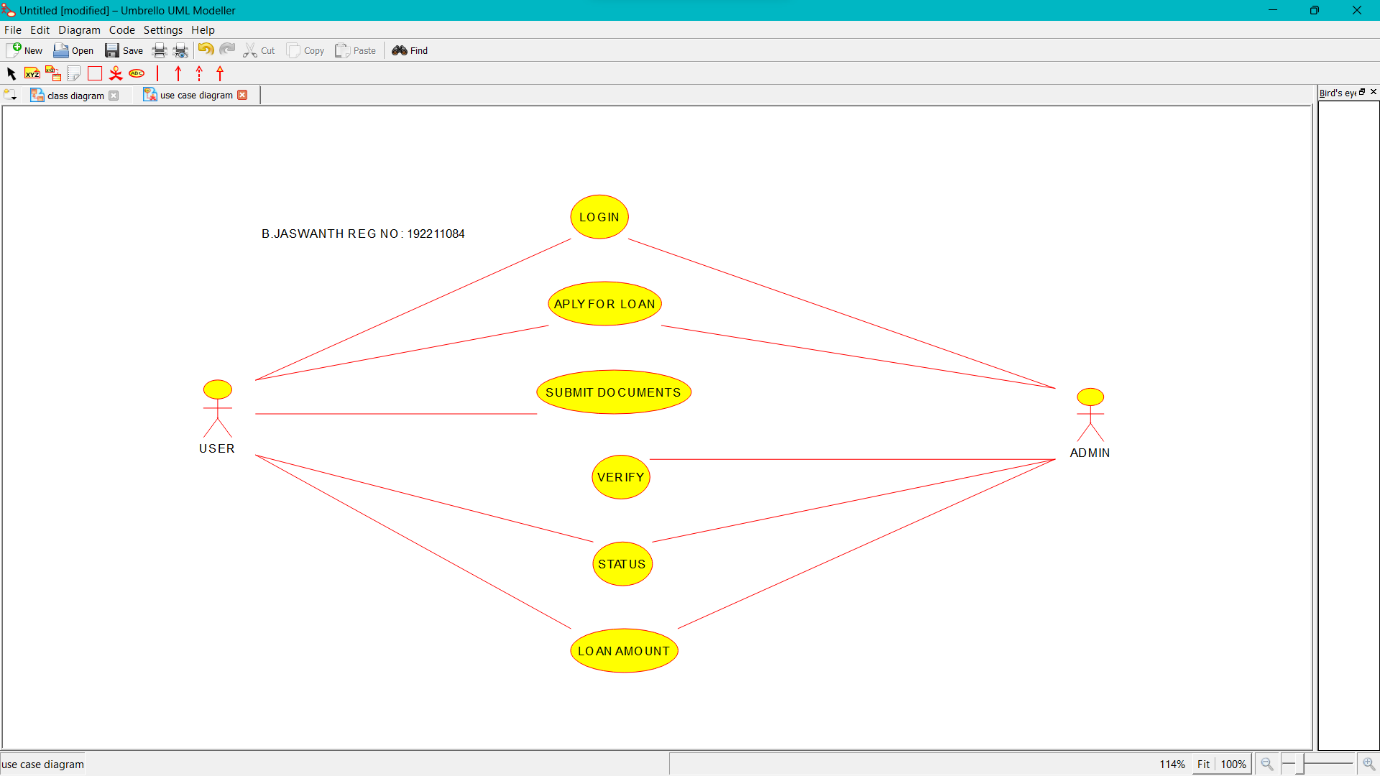 Untitled [modified] – Umbrello UML Modeller
File Edit Diagram Code Settings Help
New Open Save Cut Copy Paste Find
XYZ ABC
class diagram use case diagram Bird's eye
LOGIN
B.JASWANTH REG NO: 192211084
APLY FOR LOAN
SUBMIT DOCUMENTS
USER
ADMIN
VERIFY
STATUS
LOAN AMOUNT
use case diagram 114% Fit 100%